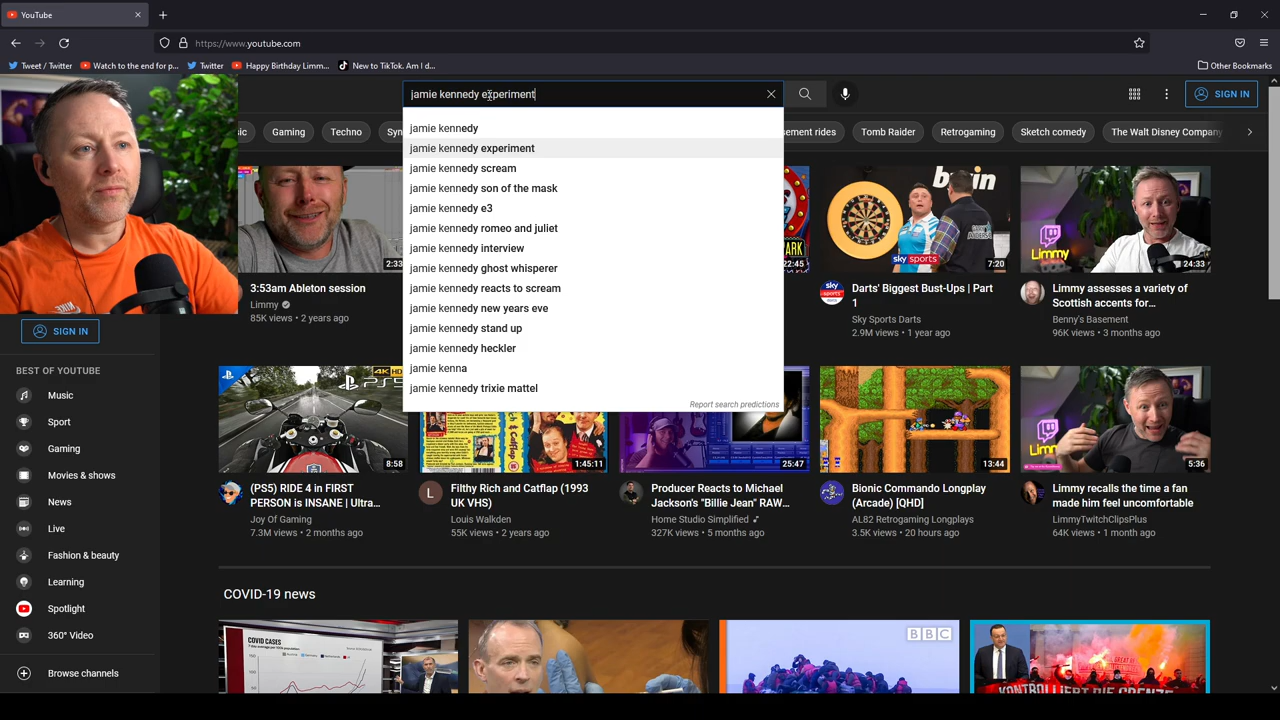 YouTube
https://www.youtube.com
Tweet / Twitter
Watch to the end for p...
Twitter
Happy Birthday Limm...
New to TikTok. Am I d...
Other Bookmarks
jamie kennedy experiment
SIGN IN
jamie kennedy
jamie kennedy experiment
jamie kennedy scream
jamie kennedy son of the mask
jamie kennedy e3
jamie kennedy romeo and juliet
jamie kennedy interview
jamie kennedy ghost whisperer
jamie kennedy reacts to scream
jamie kennedy new years eve
jamie kennedy stand up
jamie kennedy heckler
jamie kenna
jamie kennedy trixie mattel
Report search predictions
Gaming
Techno
Tomb Raider
Retrogaming
Sketch comedy
The Walt Disney Company
2:33
3:53am Ableton session
Limmy
85K views • 2 years ago
22:45
sky sports
7:20
Darts' Biggest Bust-Ups | Part
1
Sky Sports Darts
2.9M views • 1 year ago
24:33
Limmy assesses a variety of
Scottish accents for...
Benny's Basement
96K views • 3 months ago
SIGN IN
BEST OF YOUTUBE
Music
Sport
Gaming
Movies & shows
News
Live
Fashion & beauty
Learning
Spotlight
360° Video
Browse channels
8:58
(PS5) RIDE 4 in FIRST
PERSON is INSANE | Ultra...
Joy Of Gaming
7.3M views • 2 months ago
1:45:11
Filthy Rich and Catflap (1993
UK VHS)
Louis Walkden
55K views • 2 years ago
25:47
Producer Reacts to Michael
Jackson's "Billie Jean" RAW...
Home Studio Simplified
327K views • 5 months ago
13:44
Bionic Commando Longplay
(Arcade) [QHD]
AL82 Retrogaming Longplays
3.5K views • 20 hours ago
5:36
Limmy recalls the time a fan
made him feel uncomfortable
LimmyTwitchClipsPlus
64K views • 1 month ago
COVID-19 news
COVID CASES
BBC
KONTROLLIERT DIE GRENZE